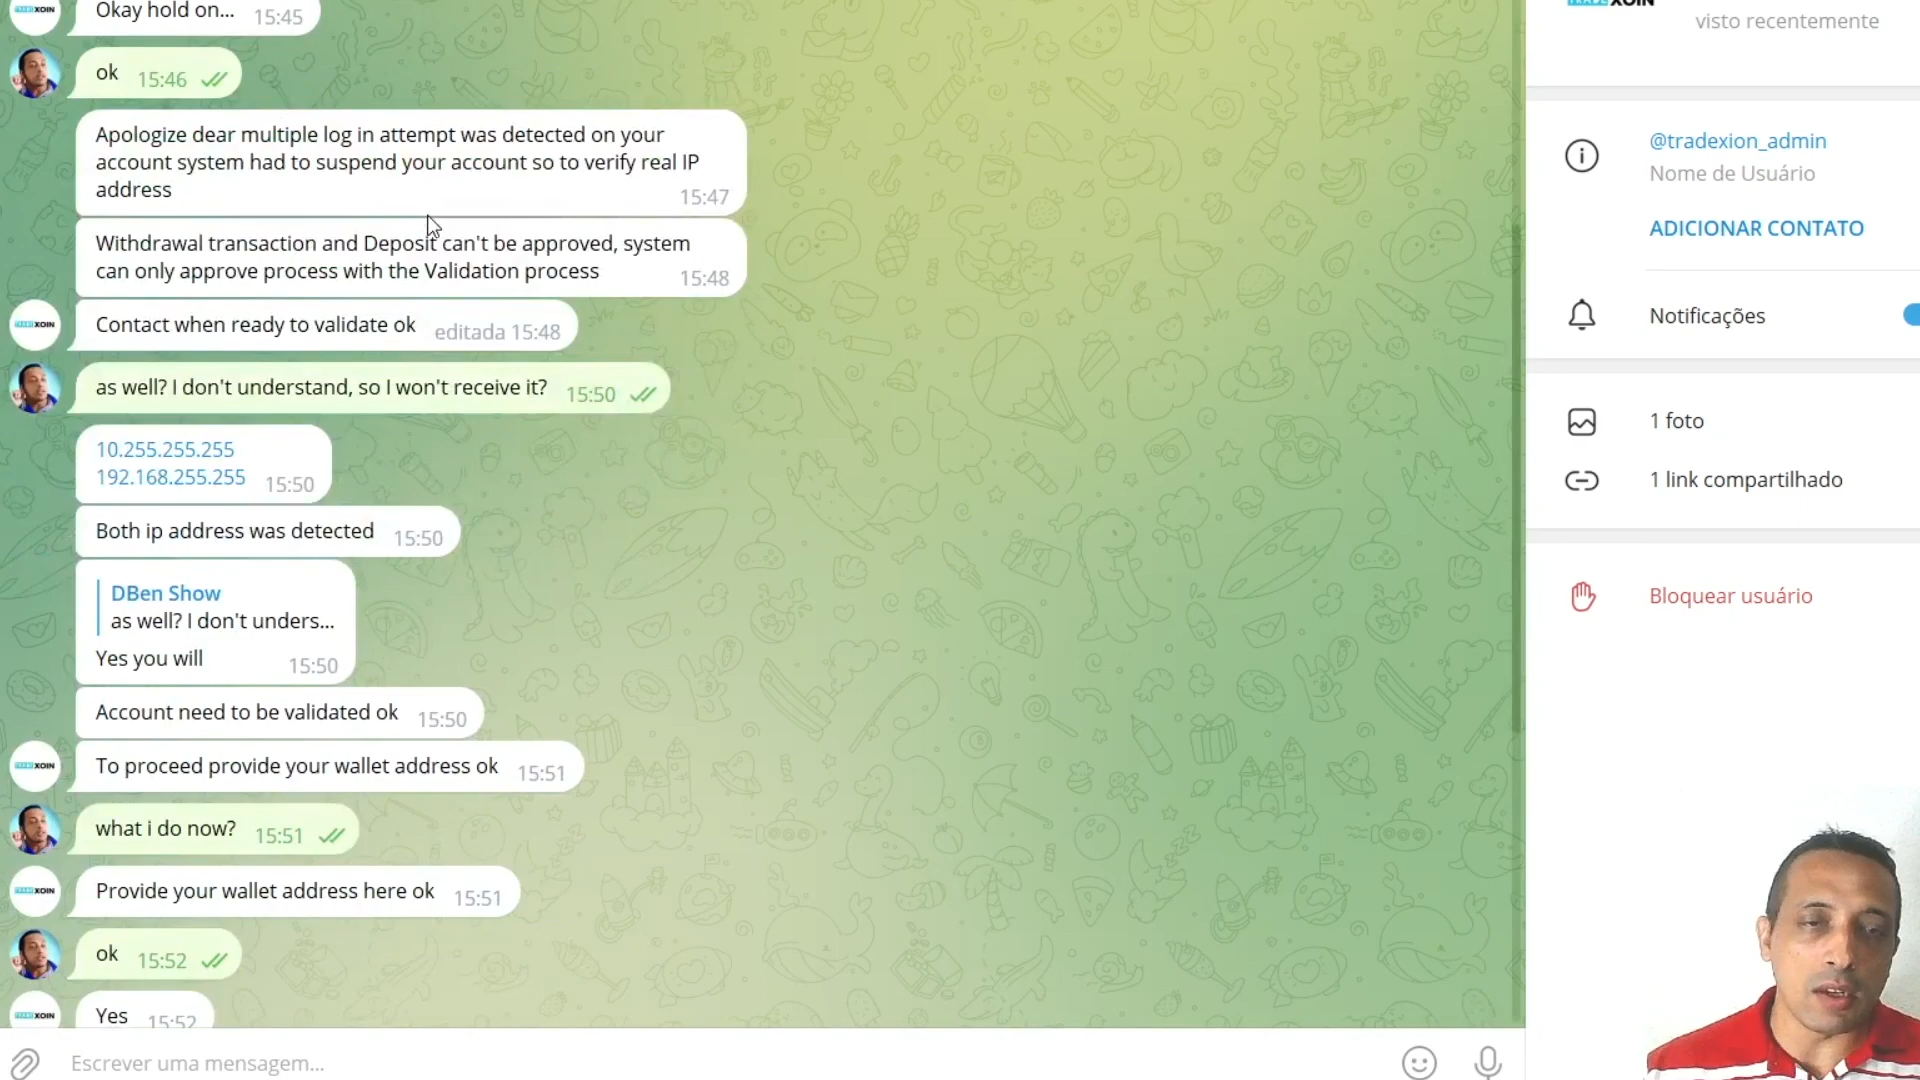 Okay hold on... 15:45
ok 15:46
Apologize dear multiple log in attempt was detected on your
account system had to suspend your account so to verify real IP
address 15:47
Withdrawal transaction and Deposit can't be approved, system
can only approve process with the Validation process 15:48
XOIN Contact when ready to validate ok editada 15:48
as well? I don't understand, so I won't receive it? 15:50
10.255.255.255
192.168.255.255 15:50
Both ip address was detected 15:50
DBen Show
as well? I don't unders...
Yes you will 15:50
Account need to be validated ok 15:50
XOIN To proceed provide your wallet address ok 15:51
what i do now? 15:51
XOIN Provide your wallet address here ok 15:51
ok 15:52
XOIN Yes 15:52
Escrever uma mensagem...
XOIN
visto recentemente
@tradexion_admin
Nome de Usuário
ADICIONAR CONTATO
Notificações
1 foto
1 link compartilhado
Bloquear usuário